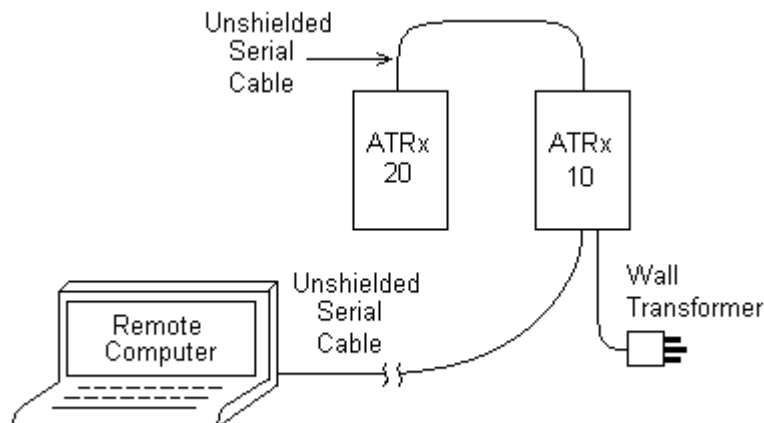 Unshielded
Serial
Cable
ATRx
20
ATRx
10
Unshielded
Serial
Cable
Wall
Transformer
Remote
Computer